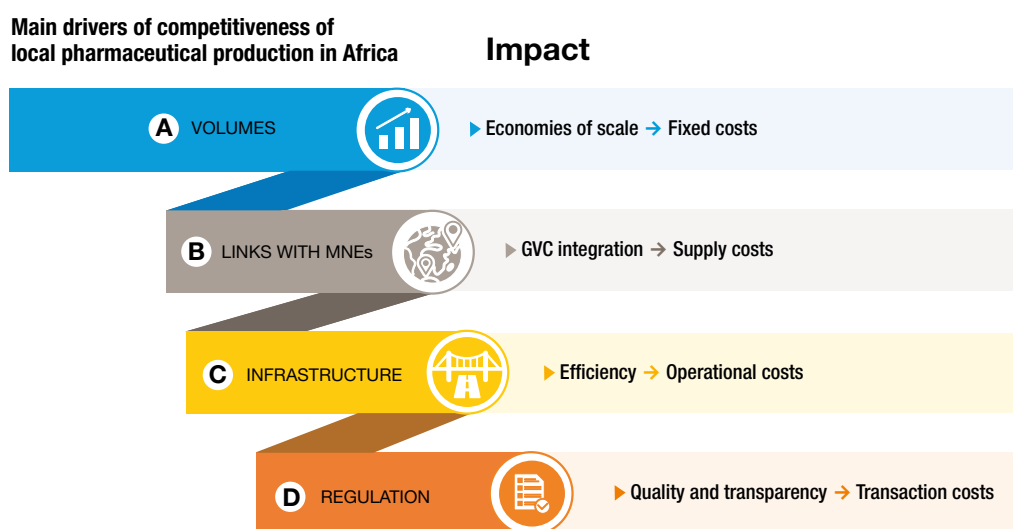 Main drivers of competitiveness of
local pharmaceutical production in Africa
Impact
A VOLUMES
Economies of scale → Fixed costs
B LINKS WITH MNEs
GVC integration → Supply costs
C INFRASTRUCTURE
Efficiency → Operational costs
D REGULATION
Quality and transparency → Transaction costs